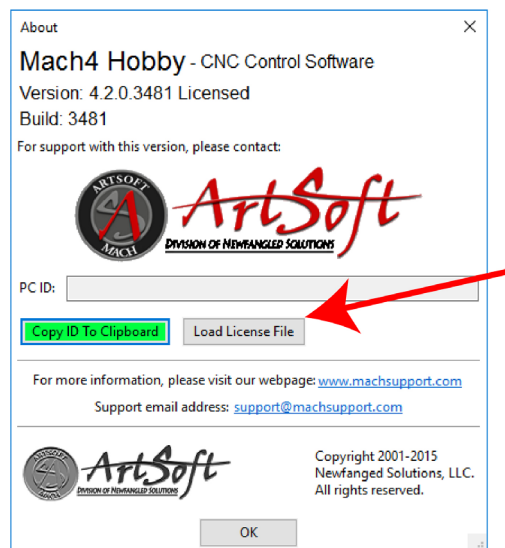 About
Mach4 Hobby - CNC Control Software
Version: 4.2.0.3481 Licensed
Build: 3481
For support with this version, please contact:
ARTSOFT
MACH
ArtSoft
DIVISION OF NEWFANGLED SOLUTIONS
PC ID:
Copy ID To Clipboard Load License File
For more information, please visit our webpage: www.machsupport.com
Support email address: support@machsupport.com
ARTSOFT
MACH
ArtSoft
DIVISION OF NEWFANGLED SOLUTIONS
Copyright 2001-2015
Newfanged Solutions, LLC.
All rights reserved.
OK